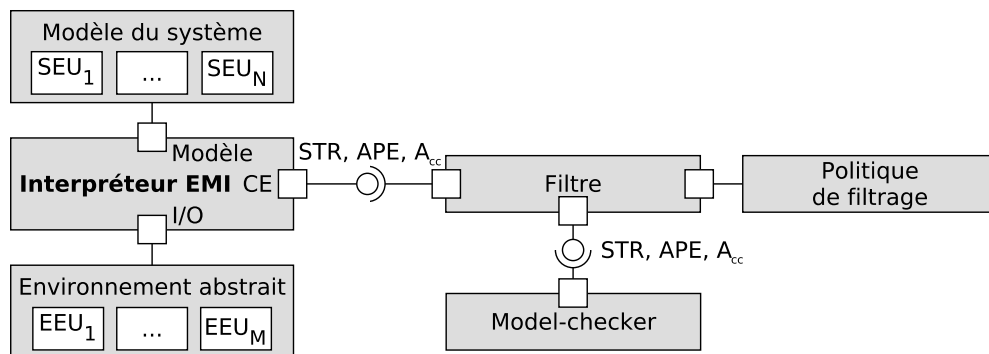 Modèle du système
SEU1 ... SEUN
Modèle
Interpréteur EMI CE
I/O
STR, APE, Acc
Filtre
Politique
de filtrage
STR, APE, Acc
Environnement abstrait
EEU1 ... EEUM
Model-checker